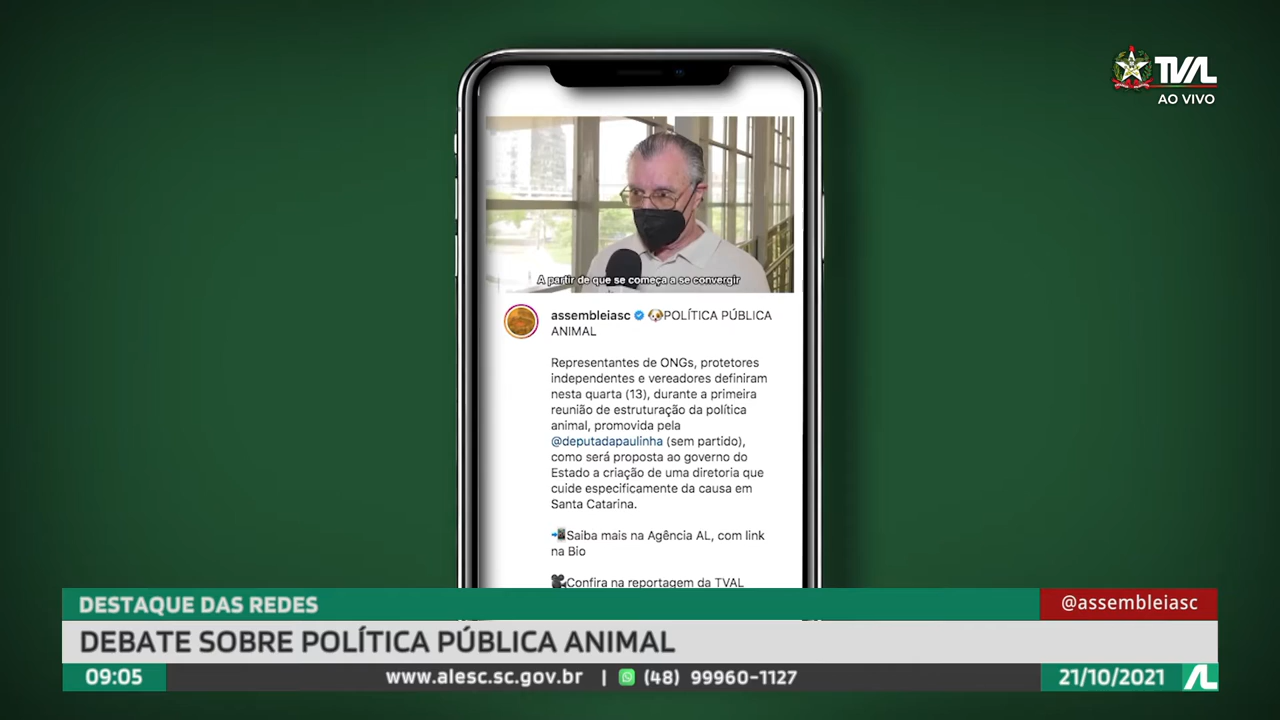 TVAL
AO VIVO
A partir de que se começa a se convergir
assembleiasc POLÍTICA PÚBLICA
ANIMAL
Representantes de ONGs, protetores
independentes e vereadores definiram
nesta quarta (13), durante a primeira
reunião de estruturação da política
animal, promovida pela
@deputadapaulinha (sem partido),
como será proposta ao governo do
Estado a criação de uma diretoria que
cuide especificamente da causa em
Santa Catarina.
Saiba mais na Agência AL, com link
na Bio
Confira na reportagem da TVAL
DESTAQUE DAS REDES
@assembleiasc
DEBATE SOBRE POLÍTICA PÚBLICA ANIMAL
09:05
www.alesc.sc.gov.br | (48) 99960-1127
21/10/2021
AL